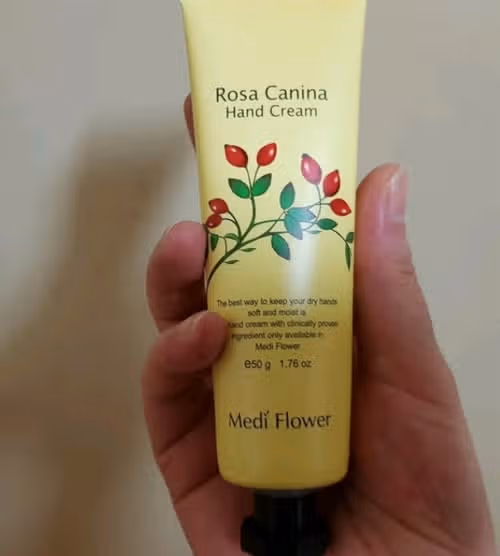 Rosa Canina
Hand Cream
The best way to keep your dry hands
soft and moist is
hand cream with clinically proven
ingredient only available in
Medi Flower
℮50 g 1.76 oz
Medi Flower